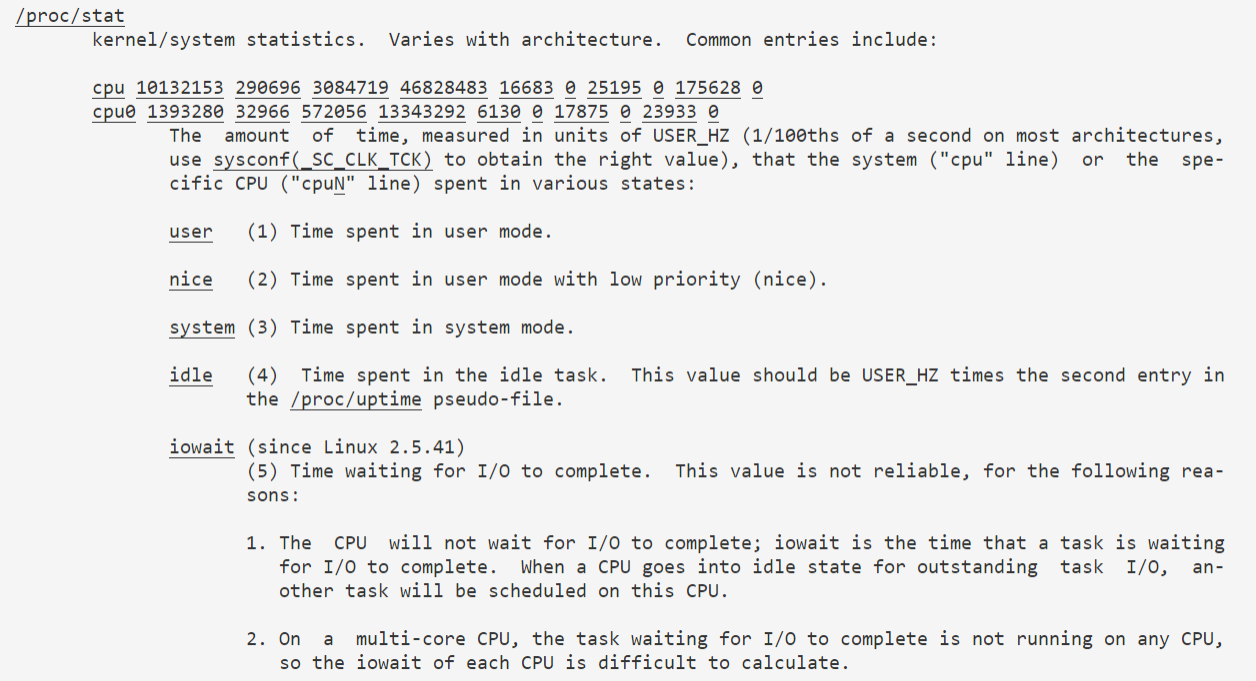 /proc/stat
kernel/system statistics. Varies with architecture. Common entries include:
cpu 10132153 290696 3084719 46828483 16683 0 25195 0 175628 0
cpu0 1393280 32966 572056 13343292 6130 0 17875 0 23933 0
The amount of time, measured in units of USER_HZ (1/100ths of a second on most architectures,
use sysconf(_SC_CLK_TCK) to obtain the right value), that the system ("cpu" line) or the spe-
cific CPU ("cpuN" line) spent in various states:
user (1) Time spent in user mode.
nice (2) Time spent in user mode with low priority (nice).
system (3) Time spent in system mode.
idle (4) Time spent in the idle task. This value should be USER_HZ times the second entry in
the /proc/uptime pseudo-file.
iowait (since Linux 2.5.41)
(5) Time waiting for I/O to complete. This value is not reliable, for the following rea-
sons:
1. The CPU will not wait for I/O to complete; iowait is the time that a task is waiting
for I/O to complete. When a CPU goes into idle state for outstanding task I/O, an-
other task will be scheduled on this CPU.
2. On a multi-core CPU, the task waiting for I/O to complete is not running on any CPU,
so the iowait of each CPU is difficult to calculate.